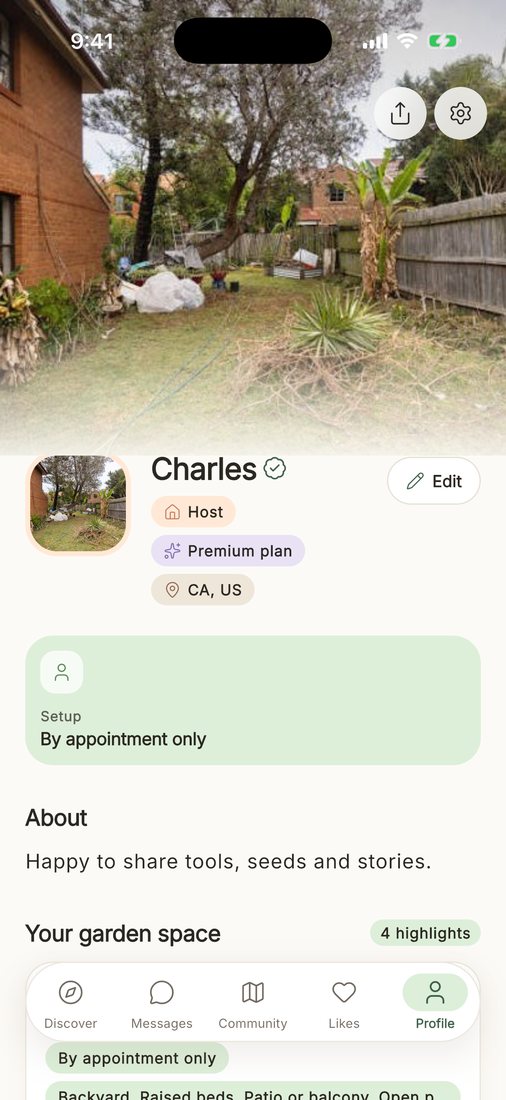 9:41
Charles
Edit
Host
Premium plan
CA, US
Setup
By appointment only
About
Happy to share tools, seeds and stories.
Your garden space
4 highlights
Discover
Messages
Community
Likes
Profile
By appointment only
Backyard, Raised beds, Patio or balcony, Open p...